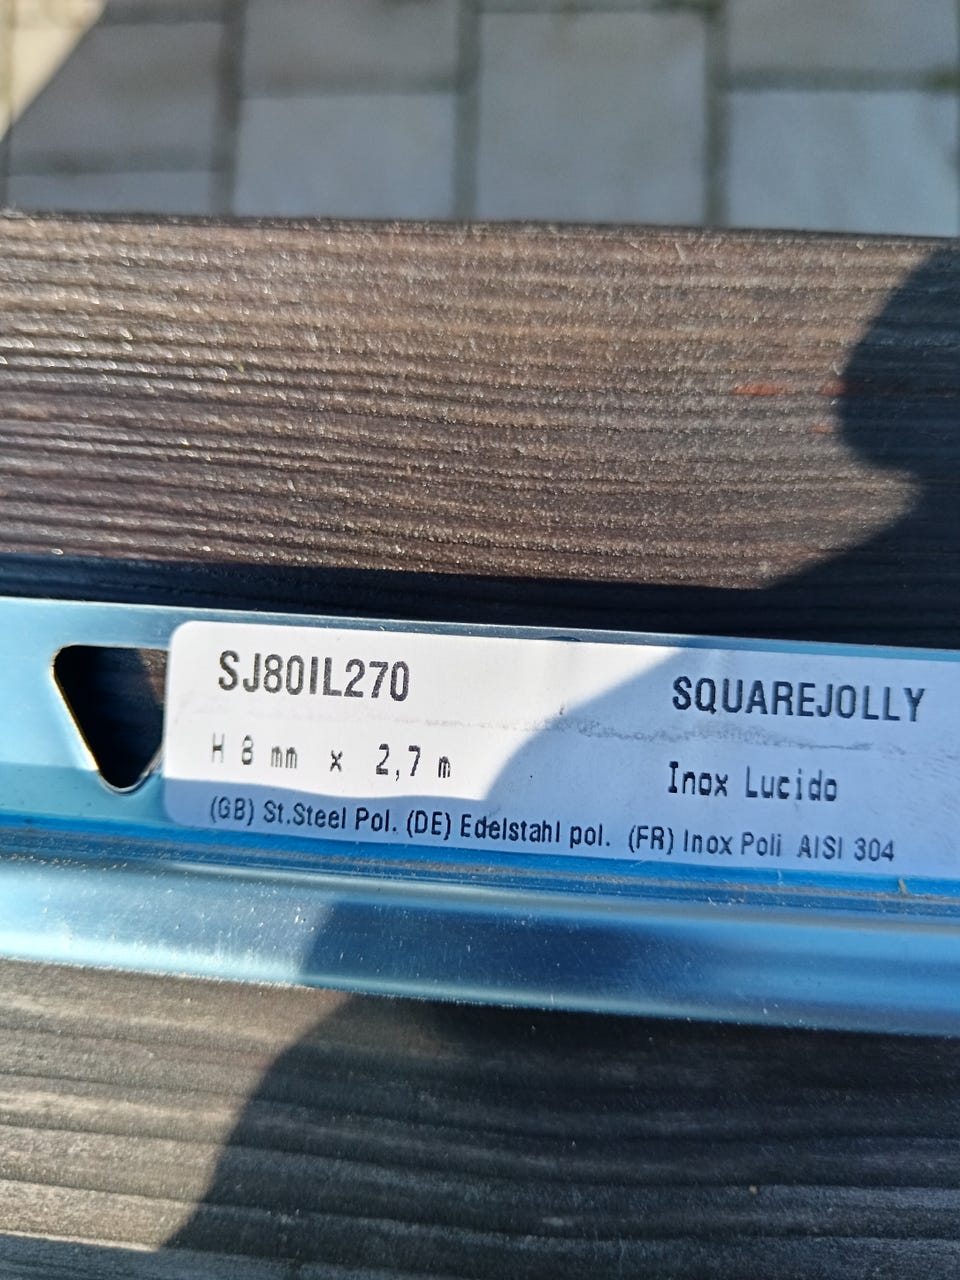 SJ80IL270 SQUAREJOLLY
H 8 mm x 2,7 m Inox Lucido
(GB) St.Steel Pol. (DE) Edelstahl pol. (FR) Inox Poli AISI 304